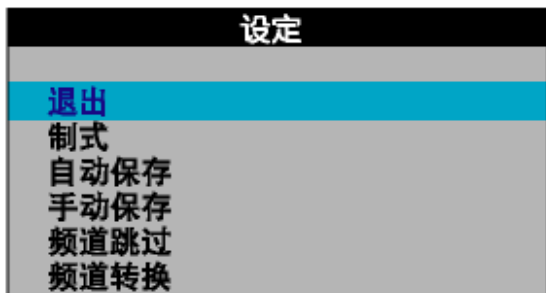 设定
退出
制式
自动保存
手动保存
频道跳过
频道转换